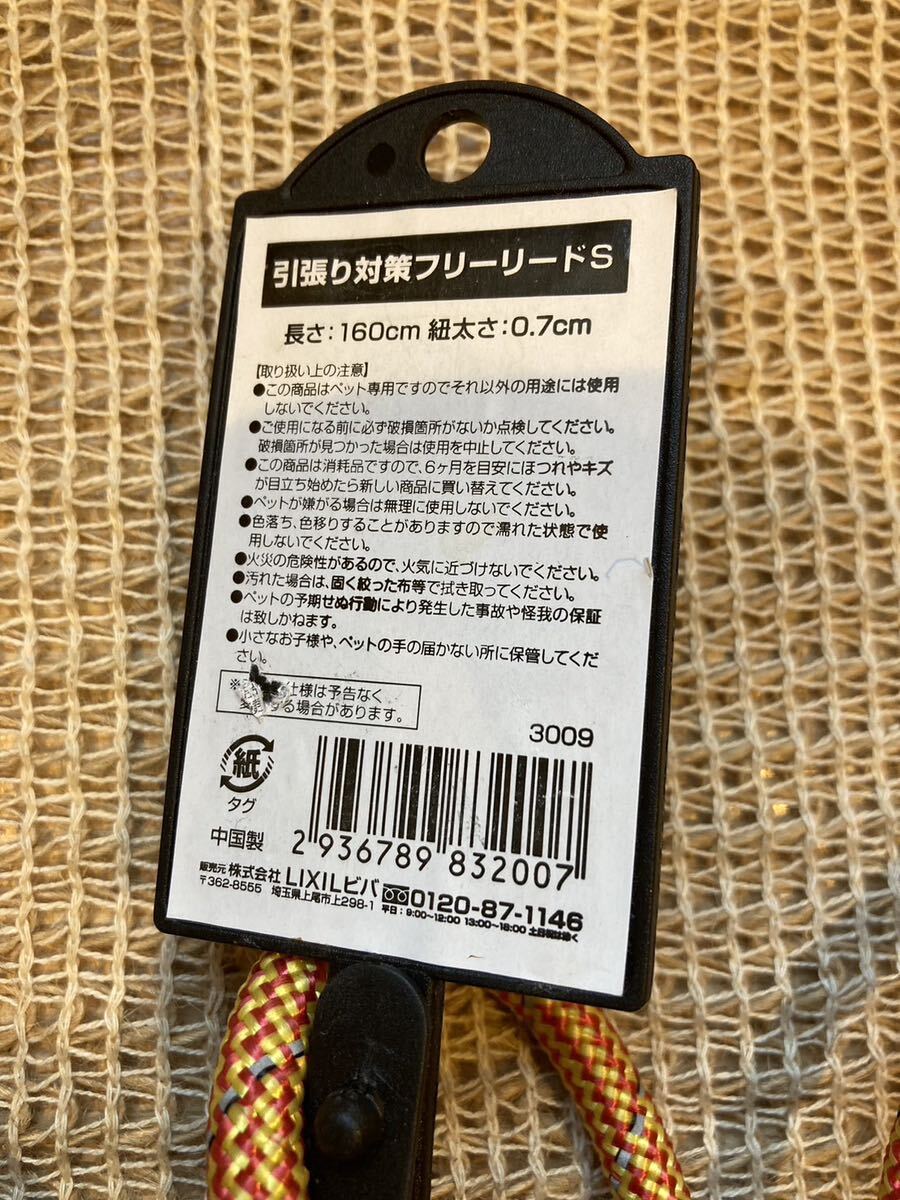 引張り対策フリーリードS
長さ:160cm 紐太さ:0.7cm
【取り扱い上の注意】
●この商品はペット専用ですのでそれ以外の用途には使用
しないでください。
●ご使用になる前に必ず破損箇所がないか点検してください。
破損箇所が見つかった場合は使用を中止してください。
●この商品は消耗品ですので、6ヶ月を目安にほつれやキズ
が目立ち始めたら新しい商品に買い替えてください。
●ペットが嫌がる場合は無理に使用しないでください。
●色落ち、色移りすることがありますので濡れた状態で使
用しないでください。
●火災の危険性があるので、火気に近づけないでください。
●汚れた場合は、固く絞った布等で拭き取ってください。
●ペットの予期せぬ行動により発生した事故や怪我の保証
は致しかねます。
●小さなお子様や、ペットの手の届かない所に保管してくだ
さい。
仕様は予告なく
する場合があります。
3009
紙
タグ
中国製
2 936789 832007
販売元 株式会社 LIXILビバ 0120-87-1146
〒362-8555 埼玉県上尾市上298-1 平日:9:00~12:00 13:00~18:00 土日祝は除く